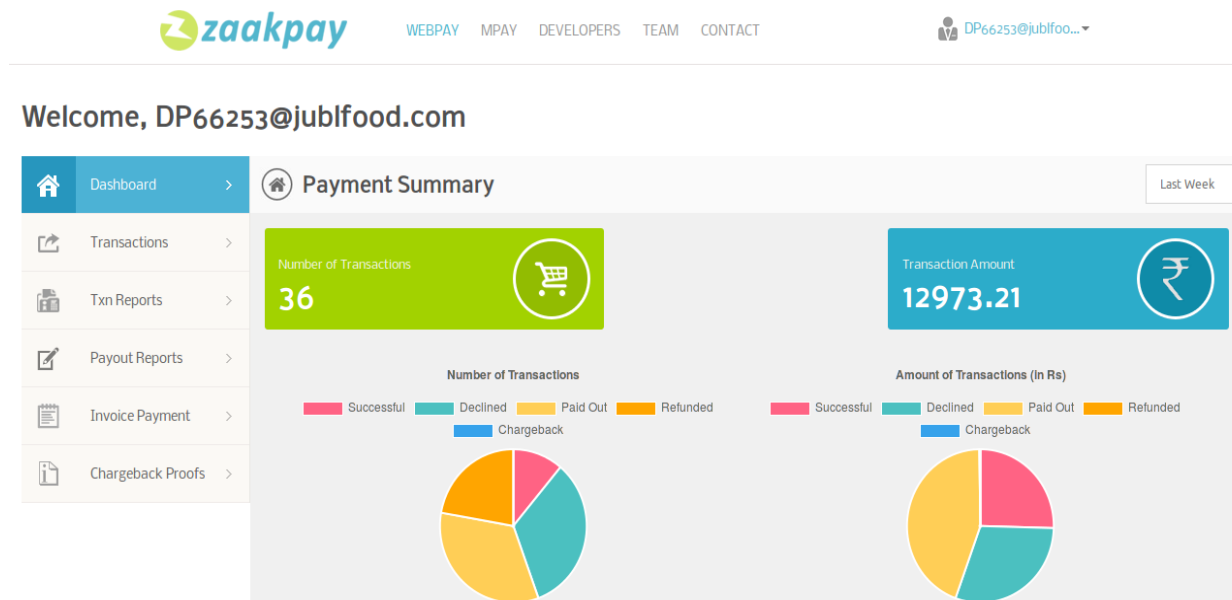 zaakpay WEBPAY MPAY DEVELOPERS TEAM CONTACT DP66253@jublfoo...
Welcome, DP66253@jublfood.com
Dashboard
Transactions
Txn Reports
Payout Reports
Invoice Payment
Chargeback Proofs
Payment Summary
Last Week
Number of Transactions
36
Transaction Amount
12973.21
Number of Transactions
Successful Declined Paid Out Refunded
Chargeback
Amount of Transactions (In Rs)
Successful Declined Paid Out Refunded
Chargeback